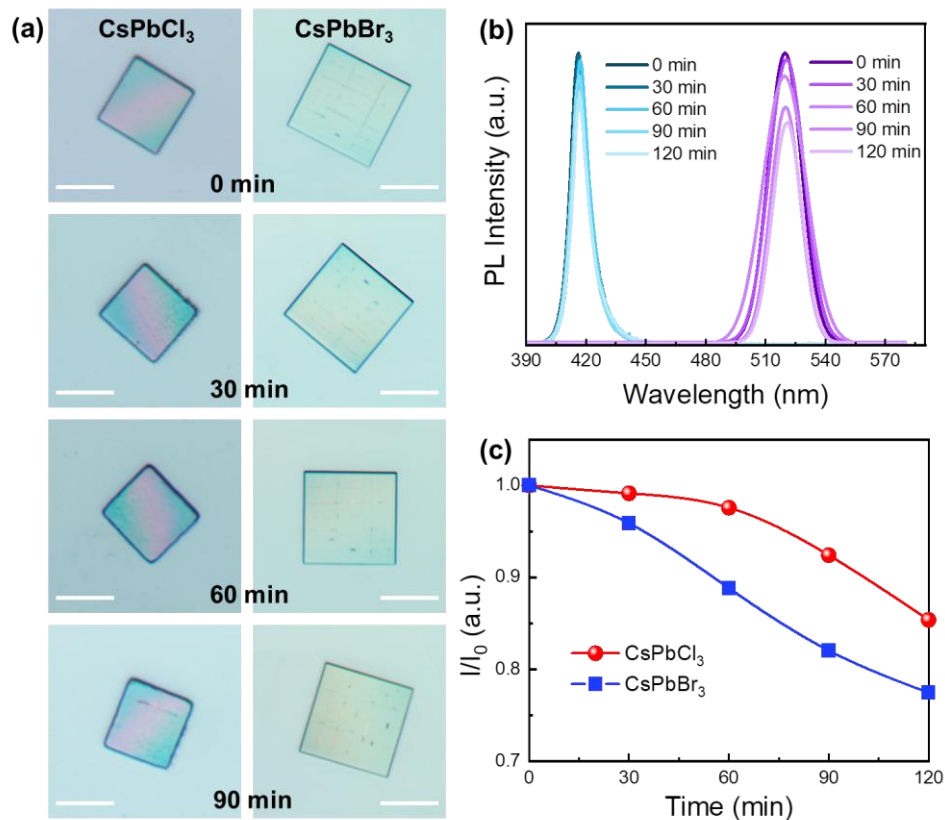 (a)
CsPbCl₃ CsPbBr₃
0 min
30 min
60 min
90 min
(b)
PL Intensity (a.u.)
0 min
30 min
60 min
90 min
120 min
0 min
30 min
60 min
90 min
120 min
390 420 450 480 510 540 570
Wavelength (nm)
(c)
I/I₀ (a.u.)
1.0
0.9
0.8
0.7
CsPbCl₃
CsPbBr₃
0 30 60 90 120
Time (min)